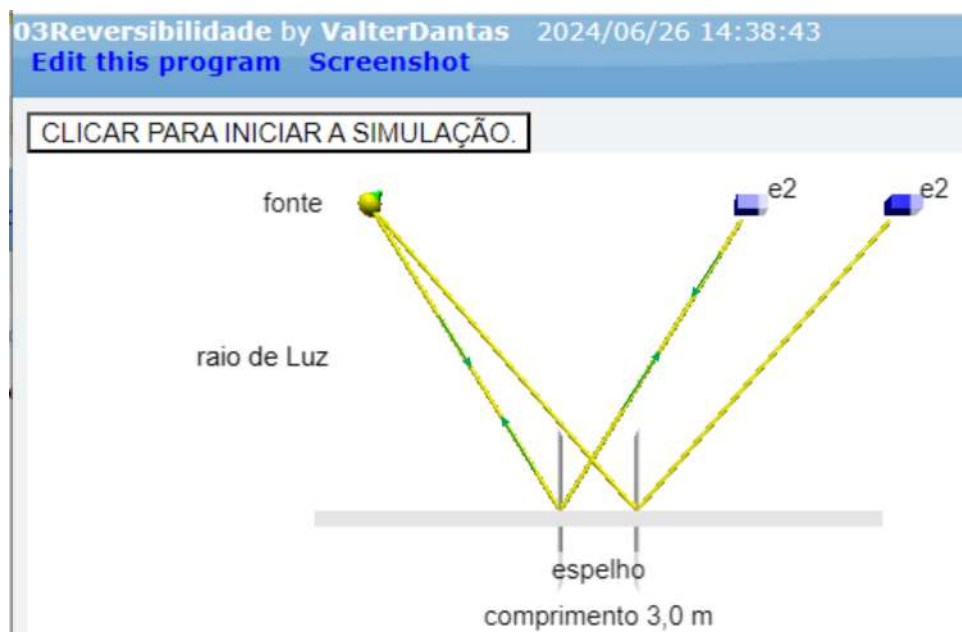 03Reversibilidade by ValterDantas 2024/06/26 14:38:43
Edit this program Screenshot
CLICAR PARA INICIAR A SIMULAÇÃO.
fonte e2 e2
raio de Luz
espelho
comprimento 3,0 m